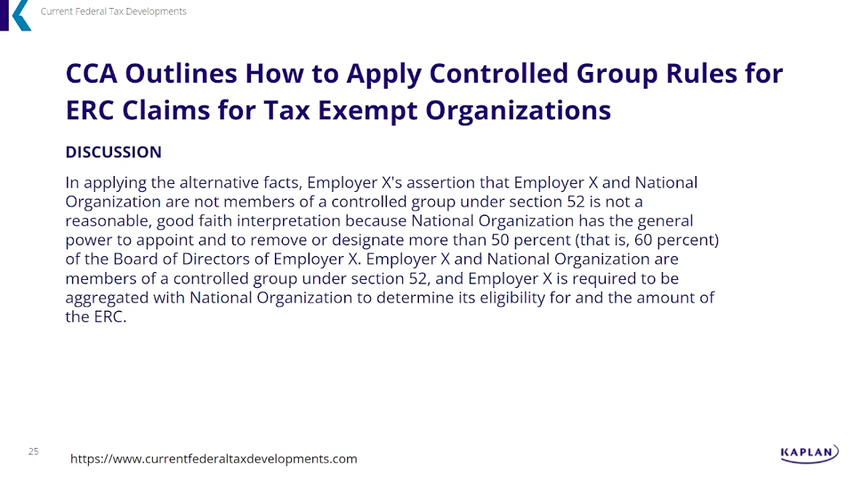 Current Federal Tax Developments
CCA Outlines How to Apply Controlled Group Rules for
ERC Claims for Tax Exempt Organizations
DISCUSSION
In applying the alternative facts, Employer X's assertion that Employer X and National
Organization are not members of a controlled group under section 52 is not a
reasonable, good faith interpretation because National Organization has the general
power to appoint and to remove or designate more than 50 percent (that is, 60 percent)
of the Board of Directors of Employer X. Employer X and National Organization are
members of a controlled group under section 52, and Employer X is required to be
aggregated with National Organization to determine its eligibility for and the amount of
the ERC.
25
https://www.currentfederaltaxdevelopments.com
KAPLAN